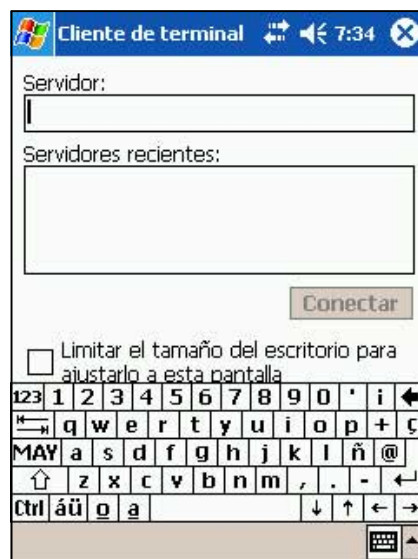 Cliente de terminal 7:34
Servidor:
Servidores recientes:
Conectar
Limitar el tamaño del escritorio para
ajustarlo a esta pantalla
123 1 2 3 4 5 6 7 8 9 0 ' ¡
q w e r t y u i o p + ç
MAY a s d f g h j k l ñ @
z x c v b n m , . -
Ctrl áü o a